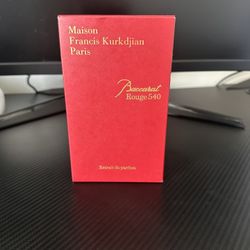 Maison
Francis Kurkdjian
Paris
Baccarat
Rouge 540
Extrait de parfum